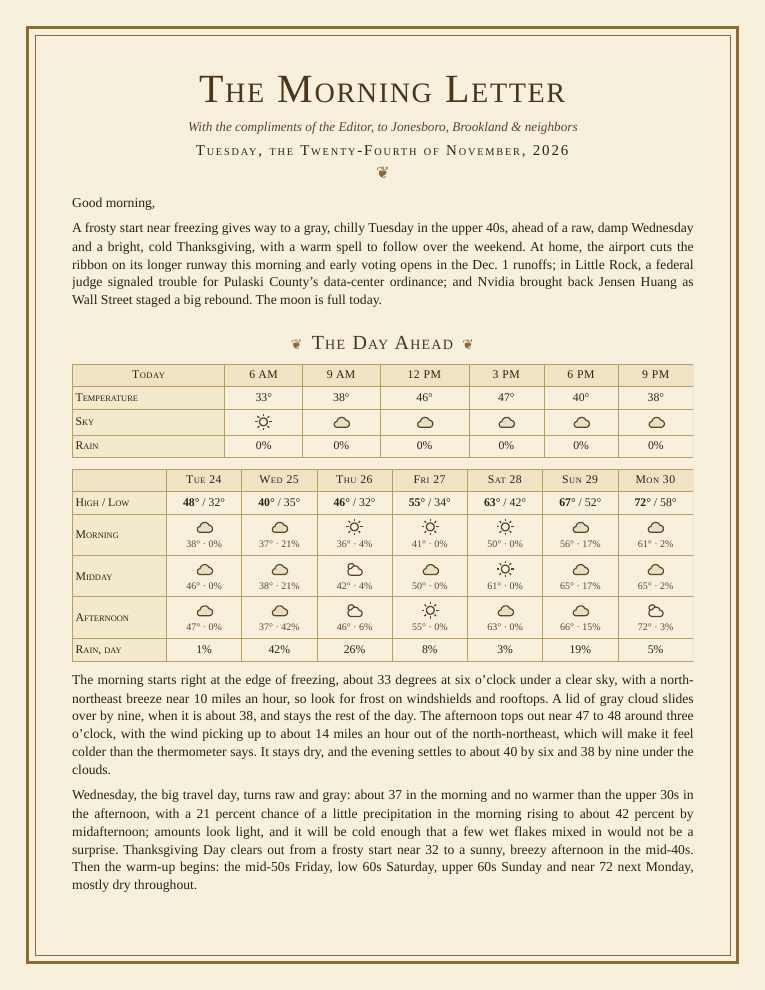 The Morning Letter
With the compliments of the Editor, to Jonesboro, Brookland & neighbors
Tuesday, the Twenty-Fourth of November, 2026
❦
Good morning,
A frosty start near freezing gives way to a gray, chilly Tuesday in the upper 40s, ahead of a raw, damp Wednesday
and a bright, cold Thanksgiving, with a warm spell to follow over the weekend. At home, the airport cuts the
ribbon on its longer runway this morning and early voting opens in the Dec. 1 runoffs; in Little Rock, a federal
judge signaled trouble for Pulaski County’s data-center ordinance; and Nvidia brought back Jensen Huang as
Wall Street staged a big rebound. The moon is full today.
❦ The Day Ahead ❦
Today 6 AM 9 AM 12 PM 3 PM 6 PM 9 PM
Temperature 33° 38° 46° 47° 40° 38°
Sky
Rain 0% 0% 0% 0% 0% 0%
Tue 24 Wed 25 Thu 26 Fri 27 Sat 28 Sun 29 Mon 30
High / Low 48° / 32° 40° / 35° 46° / 32° 55° / 34° 63° / 42° 67° / 52° 72° / 58°
Morning 38° · 0% 37° · 21% 36° · 4% 41° · 0% 50° · 0% 56° · 17% 61° · 2%
Midday 46° · 0% 38° · 21% 42° · 4% 50° · 0% 61° · 0% 65° · 17% 65° · 2%
Afternoon 47° · 0% 37° · 42% 46° · 6% 55° · 0% 63° · 0% 66° · 15% 72° · 3%
Rain, day 1% 42% 26% 8% 3% 19% 5%
The morning starts right at the edge of freezing, about 33 degrees at six o’clock under a clear sky, with a north-
northeast breeze near 10 miles an hour, so look for frost on windshields and rooftops. A lid of gray cloud slides
over by nine, when it is about 38, and stays the rest of the day. The afternoon tops out near 47 to 48 around three
o’clock, with the wind picking up to about 14 miles an hour out of the north-northeast, which will make it feel
colder than the thermometer says. It stays dry, and the evening settles to about 40 by six and 38 by nine under the
clouds.
Wednesday, the big travel day, turns raw and gray: about 37 in the morning and no warmer than the upper 30s in
the afternoon, with a 21 percent chance of a little precipitation in the morning rising to about 42 percent by
midafternoon; amounts look light, and it will be cold enough that a few wet flakes mixed in would not be a
surprise. Thanksgiving Day clears out from a frosty start near 32 to a sunny, breezy afternoon in the mid-40s.
Then the warm-up begins: the mid-50s Friday, low 60s Saturday, upper 60s Sunday and near 72 next Monday,
mostly dry throughout.